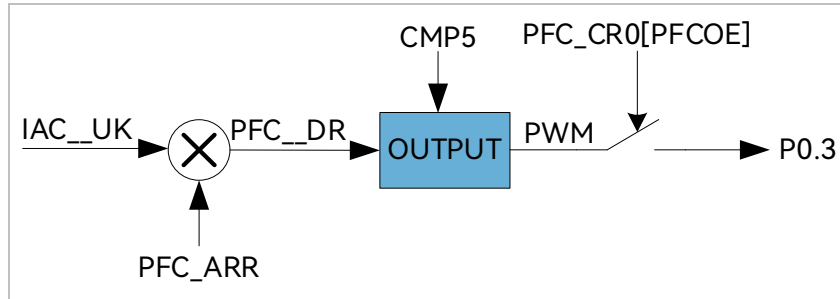 CMP5
PFC_CR0[PFCOE]
IAC__UK
PFC__DR
OUTPUT
PWM
P0.3
PFC_ARR